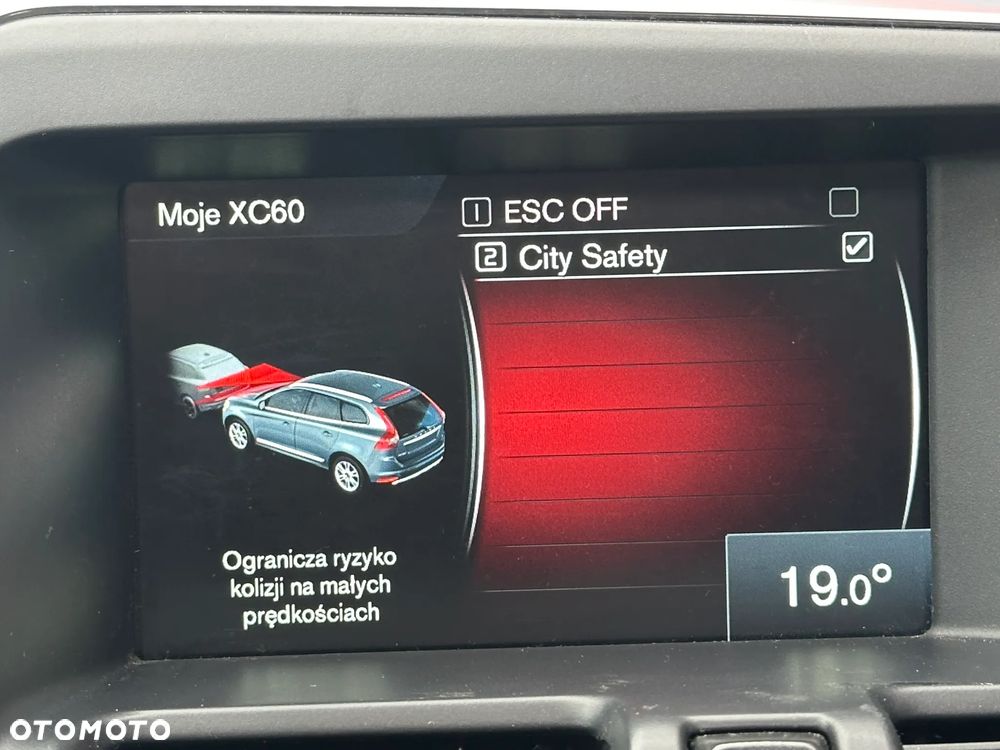 Moje XC60
1 ESC OFF
2 City Safety
Ogranicza ryzyko
kolizji na małych
prędkościach
19.0°
OTOMOTO